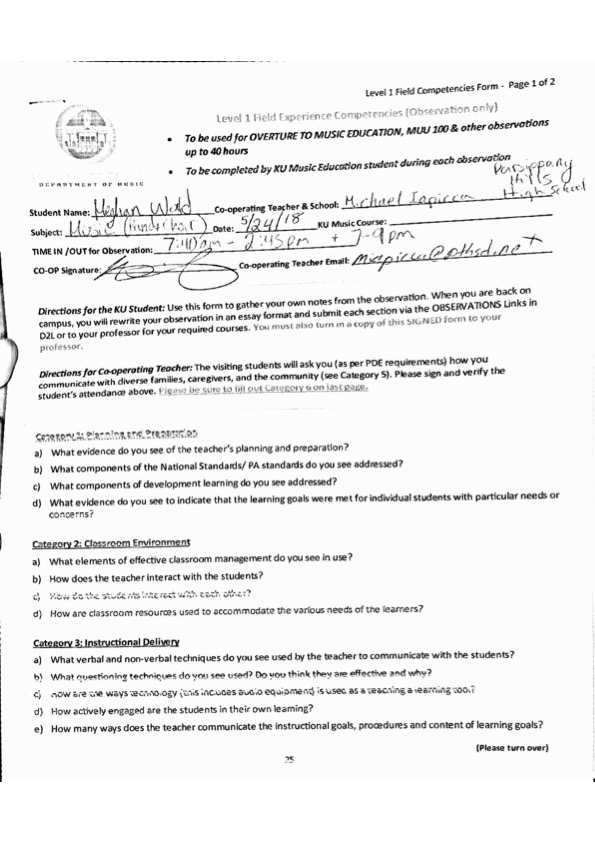 Level 1 Field Competencies Form - Page 1 of 2
Level 1 Field Experience Competencies (Observation only)
• To be used for OVERTURE TO MUSIC EDUCATION, MUU 100 & other observations
up to 40 hours
• To be completed by KU Music Education student during each observation
DEPARTMENT OF MUSIC
Parsippany
Hills
High School
Student Name: Meghan Co-operating Teacher & School: Michael Iapicca
Subject: Music (Band/Choir) Date: 5/24/18 KU Music Course:
TIME IN /OUT for Observation: 7:40am - 2:45pm + 7-9pm
CO-OP Signature: Co-operating Teacher Email: Miapicca@pthsd.net
Directions for the KU Student: Use this form to gather your own notes from the observation. When you are back on
campus, you will rewrite your observation in an essay format and submit each section via the OBSERVATIONS Links in
D2L or to your professor for your required courses. You must also turn in a copy of this SIGNED form to your
professor.
Directions for Co-operating Teacher: The visiting students will ask you (as per PDE requirements) how you
communicate with diverse families, caregivers, and the community (see Category 5). Please sign and verify the
student's attendance above. Please be sure to fill out Category 6 on last page.
Category 1: Planning and Preparation
a) What evidence do you see of the teacher's planning and preparation?
b) What components of the National Standards/ PA standards do you see addressed?
c) What components of development learning do you see addressed?
d) What evidence do you see to indicate that the learning goals were met for individual students with particular needs or
concerns?
Category 2: Classroom Environment
a) What elements of effective classroom management do you see in use?
b) How does the teacher interact with the students?
c) How do the students interact with each other?
d) How are classroom resources used to accommodate the various needs of the learners?
Category 3: Instructional Delivery
a) What verbal and non-verbal techniques do you see used by the teacher to communicate with the students?
b) What questioning techniques do you see used? Do you think they are effective and why?
c) How are the ways technology (this includes audio equipment) is used as a teaching a learning tool?
d) How actively engaged are the students in their own learning?
e) How many ways does the teacher communicate the instructional goals, procedures and content of learning goals?
(Please turn over)
25